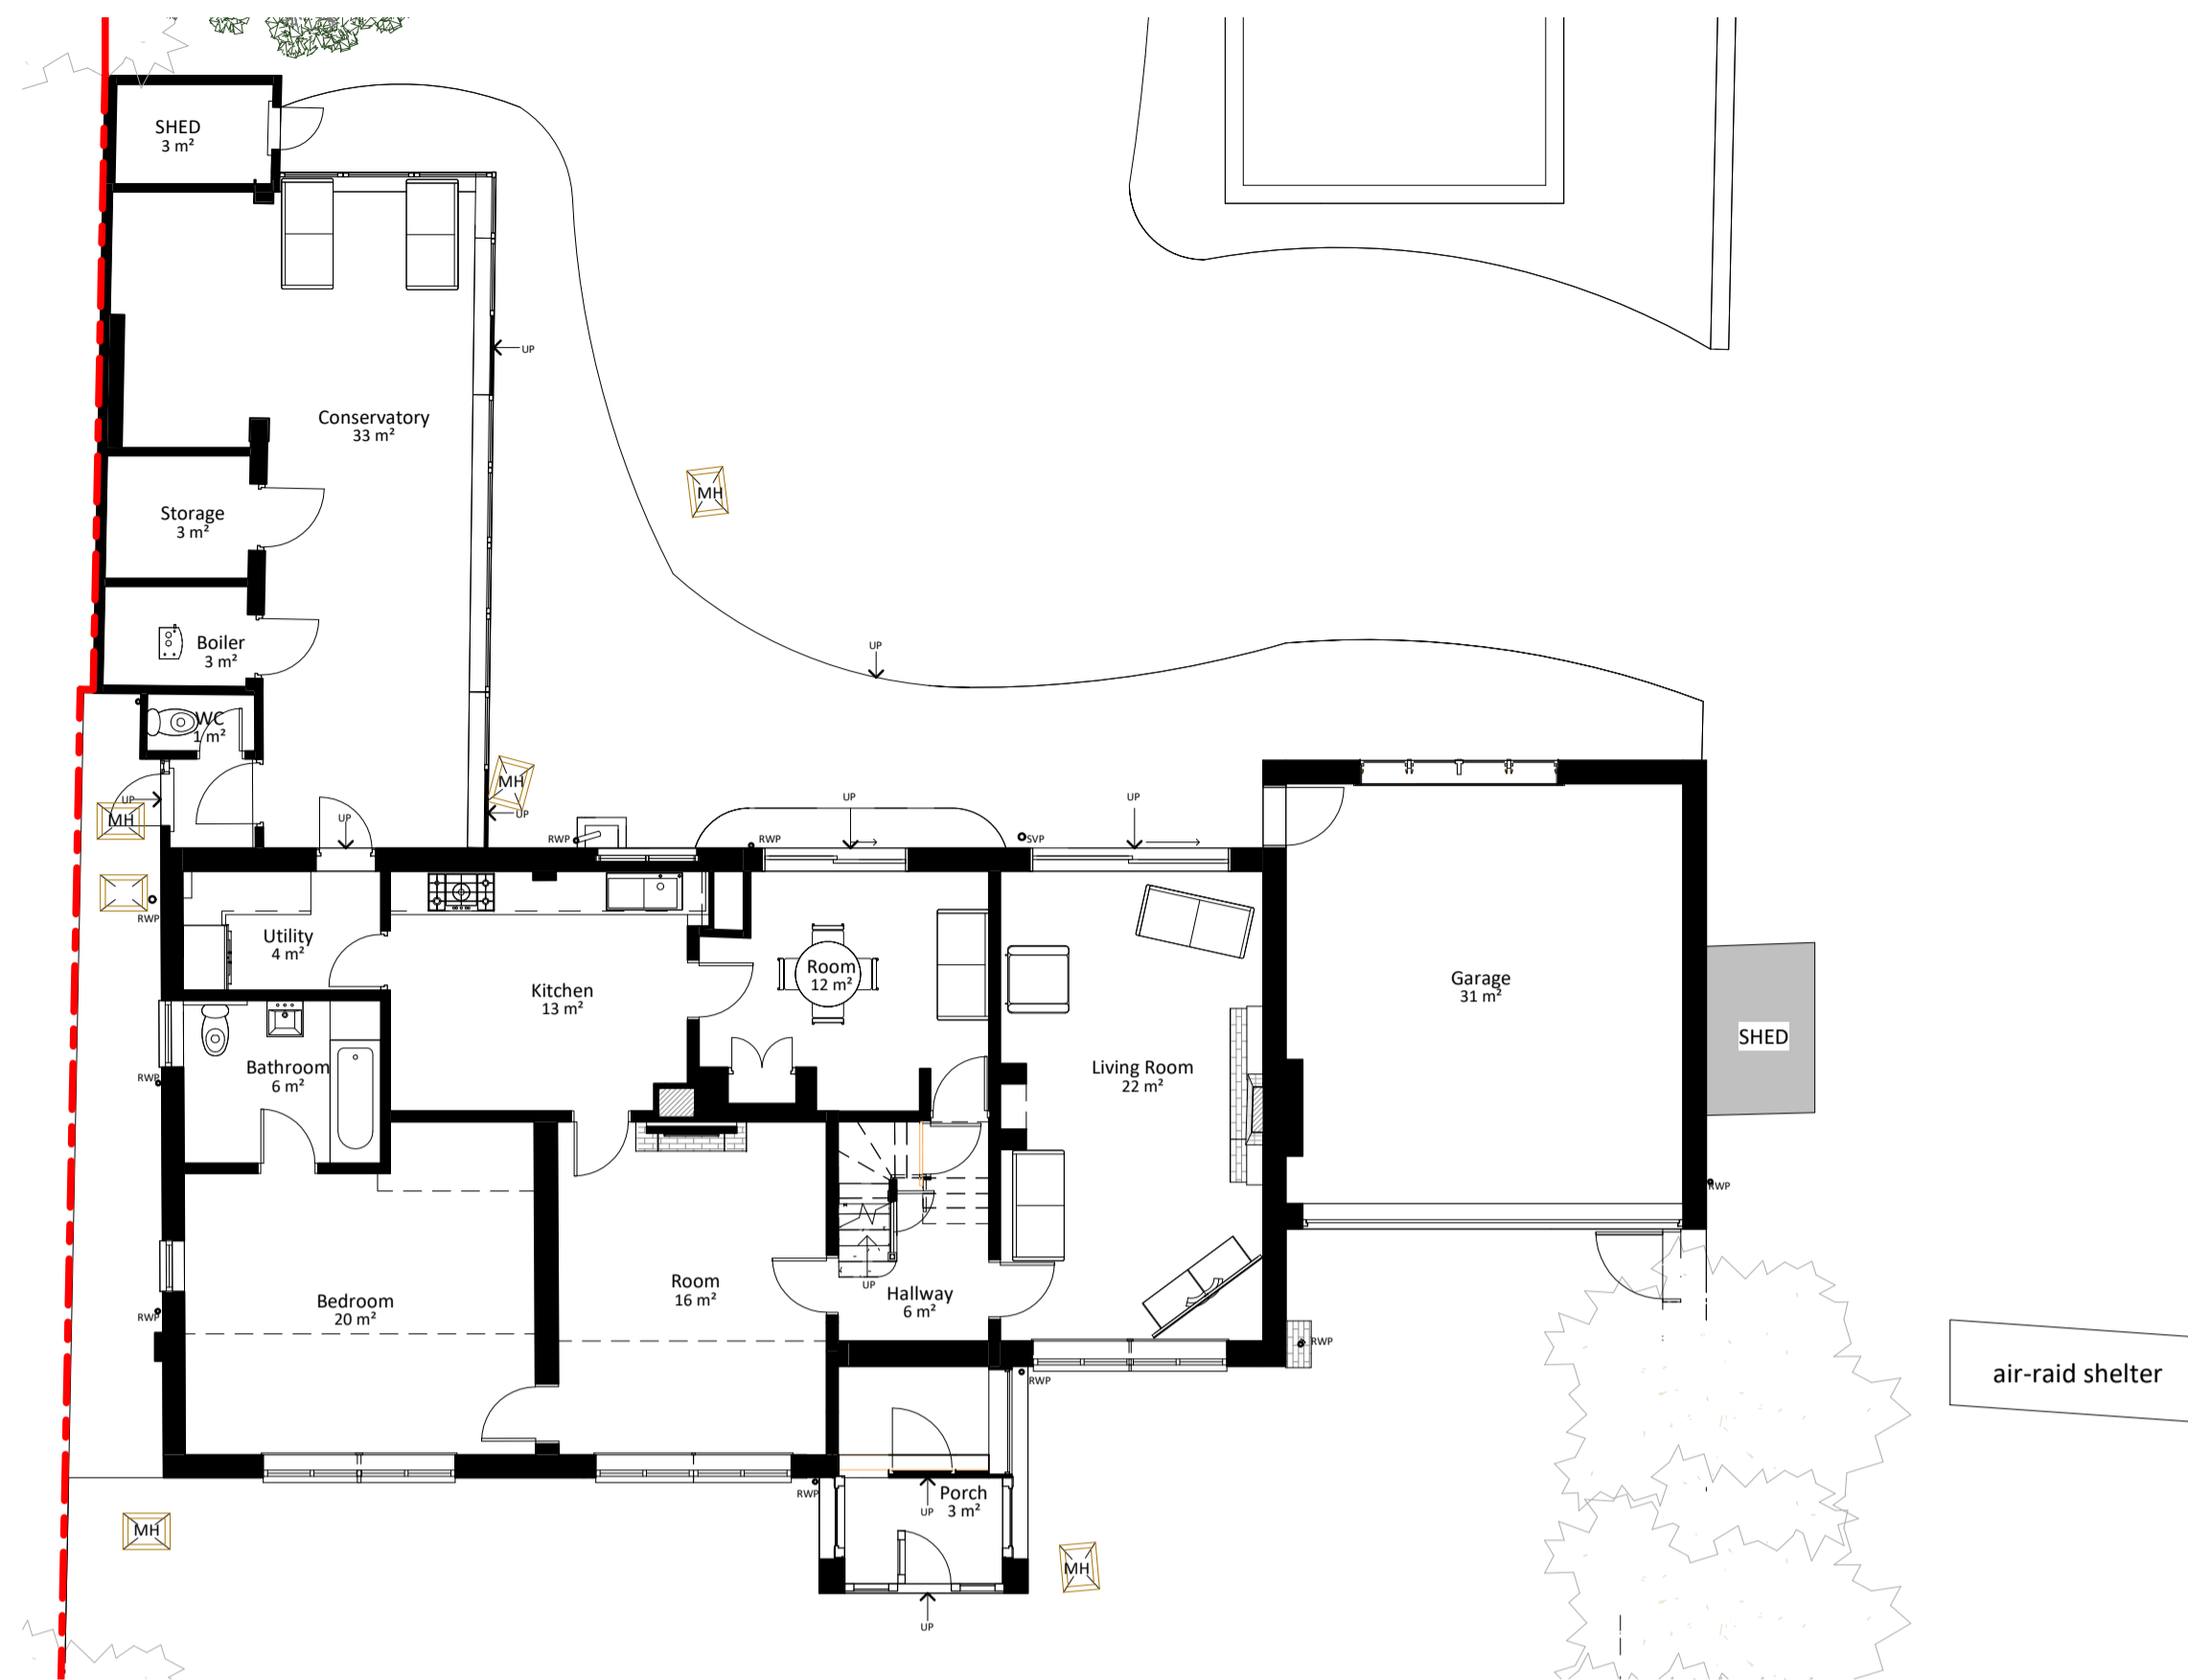 SHED
3 m²
UP
Conservatory
33 m²
MH
Storage
3 m²
Boiler
3 m²
UP
WC
1 m²
MH
UP
MH
UP
UP
UP
UP
RWP
RWP
SVP
RWP
Utility
4 m²
Kitchen
13 m²
Room
12 m²
Garage
31 m²
SHED
Living Room
22 m²
Bathroom
6 m²
RWP
RWP
Bedroom
20 m²
Room
16 m²
UP
Hallway
6 m²
RWP
RWP
RWP
air-raid shelter
RWP
Porch
3 m²
UP
MH
MH
UP